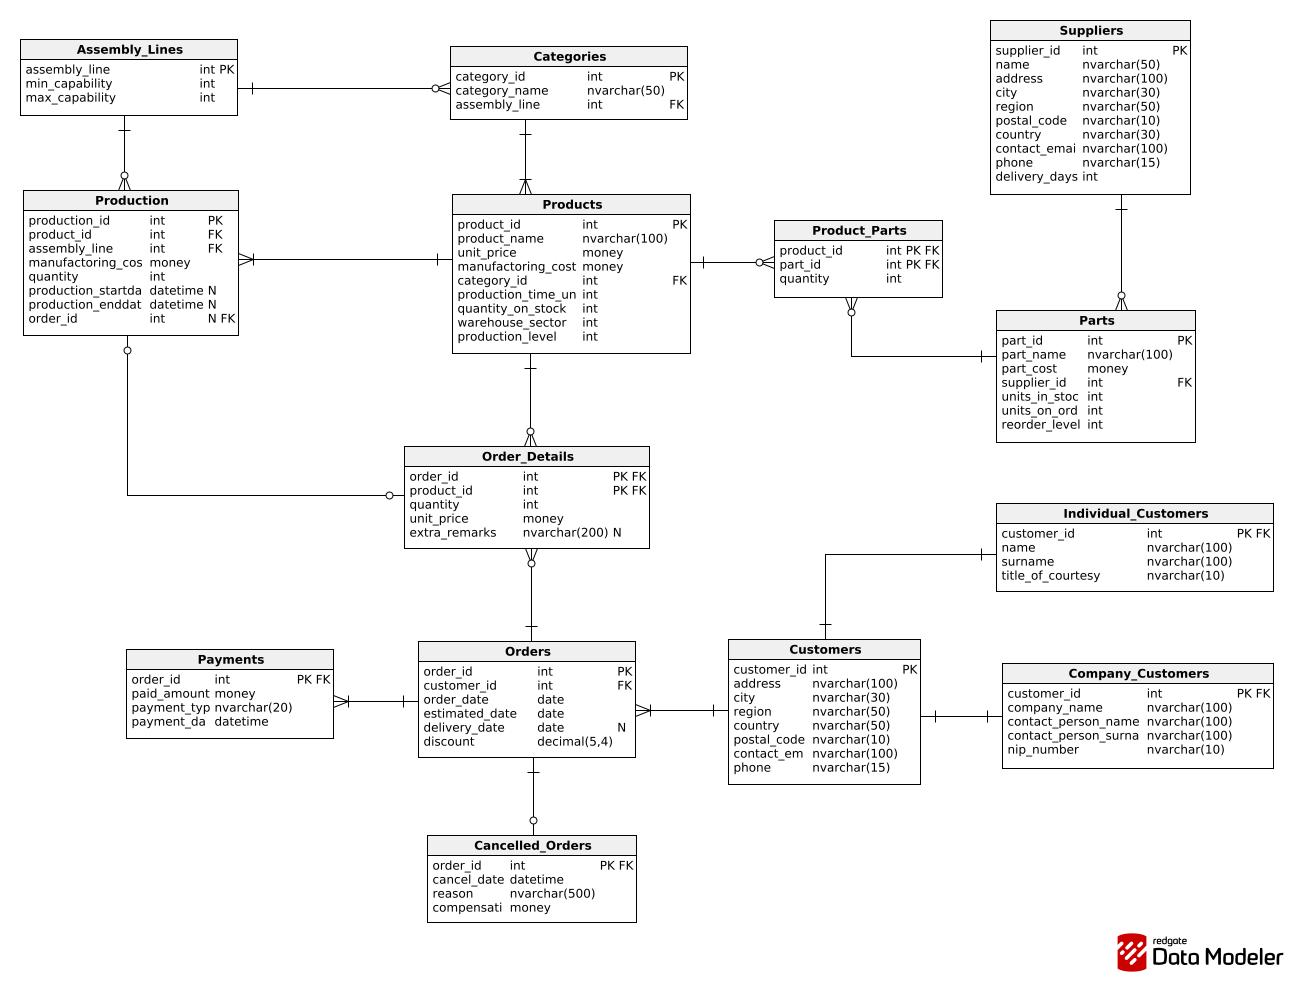 Assembly_Lines
assembly_line int PK
min_capability int
max_capability int
Categories
category_id int PK
category_name nvarchar(50)
assembly_line int FK
Suppliers
supplier_id int PK
name nvarchar(50)
address nvarchar(100)
city nvarchar(30)
region nvarchar(50)
postal_code nvarchar(10)
country nvarchar(30)
contact_emai nvarchar(100)
phone nvarchar(15)
delivery_days int
Production
production_id int PK
product_id int FK
assembly_line int FK
manufactoring_cos money
quantity int
production_startda datetime N
production_enddat datetime N
order_id int N FK
Products
product_id int PK
product_name nvarchar(100)
unit_price money
manufactoring_cost money
category_id int FK
production_time_un int
quantity_on_stock int
warehouse_sector int
production_level int
Product_Parts
product_id int PK FK
part_id int PK FK
quantity int
Parts
part_id int PK
part_name nvarchar(100)
part_cost money
supplier_id int FK
units_in_stoc int
units_on_ord int
reorder_level int
Order_Details
order_id int PK FK
product_id int PK FK
quantity int
unit_price money
extra_remarks nvarchar(200) N
Individual_Customers
customer_id int PK FK
name nvarchar(100)
surname nvarchar(100)
title_of_courtesy nvarchar(10)
Payments
order_id int PK FK
paid_amount money
payment_typ nvarchar(20)
payment_da datetime
Orders
order_id int PK
customer_id int FK
order_date date
estimated_date date
delivery_date date N
discount decimal(5,4)
Customers
customer_id int PK
address nvarchar(100)
city nvarchar(30)
region nvarchar(50)
country nvarchar(50)
postal_code nvarchar(10)
contact_em nvarchar(100)
phone nvarchar(15)
Company_Customers
customer_id int PK FK
company_name nvarchar(100)
contact_person_name nvarchar(100)
contact_person_surna nvarchar(100)
nip_number nvarchar(10)
Cancelled_Orders
order_id int PK FK
cancel_date datetime
reason nvarchar(500)
compensati money
redgate
Data Modeler